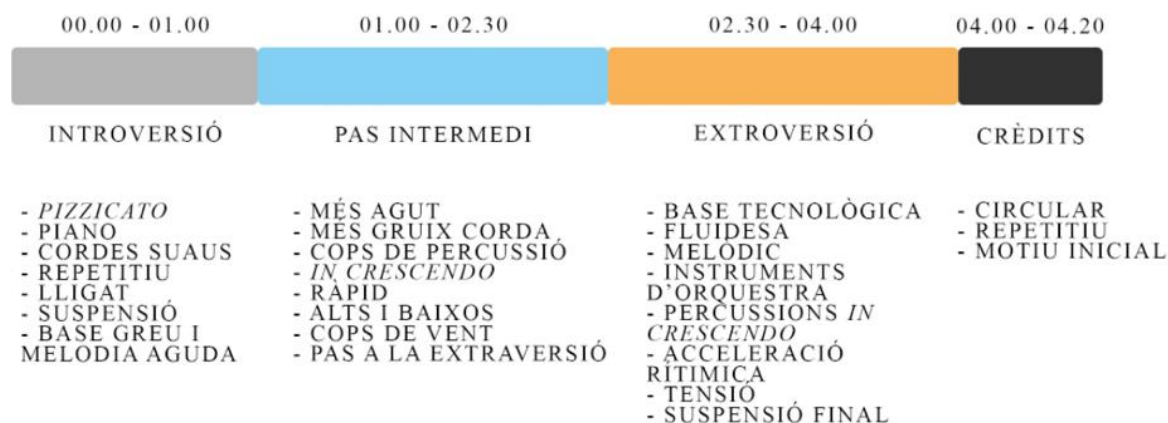 00.00 - 01.00
01.00 - 02.30
02.30 - 04.00
04.00 - 04.20
INTROVERSIÓ
PAS INTERMEDI
EXTROVERSIÓ
CRÈDITS
- PIZZICATO
- PIANO
- CORDES SUAUS
- REPETITIU
- LLIGAT
- SUSPENSIÓ
- BASE GREU I
MELODIA AGUDA
- MÉS AGUT
- MÉS GRUIX CORDA
- COPS DE PERCUSSIÓ
- IN CRESCENDO
- RÀPID
- ALTS I BAIXOS
- COPS DE VENT
- PAS A LA EXTRAVERSIÓ
- BASE TECNOLÒGICA
- FLUIDESA
- MELÒDIC
- INSTRUMENTS
D'ORQUESTRA
- PERCUSSIONS IN
CRESCENDO
- ACCELERACIÓ
RÍTIMICA
- TENSIÓ
- SUSPENSIÓ FINAL
- CIRCULAR
- REPETITIU
- MOTIU INICIAL